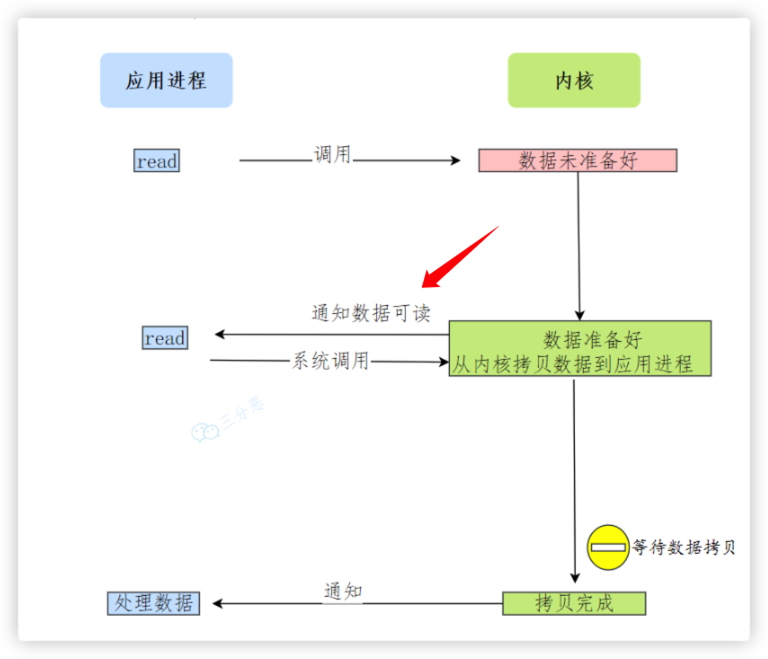 应用进程
内核
read
调用
数据未准备好
通知数据可读
read
数据准备好
系统调用
从内核拷贝数据到应用进程
三分恶
等待数据拷贝
处理数据
通知
拷贝完成